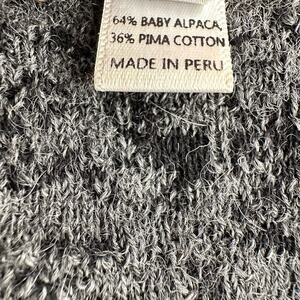 64% BABY ALPACA,
36% PIMA COTTON
MADE IN PERU